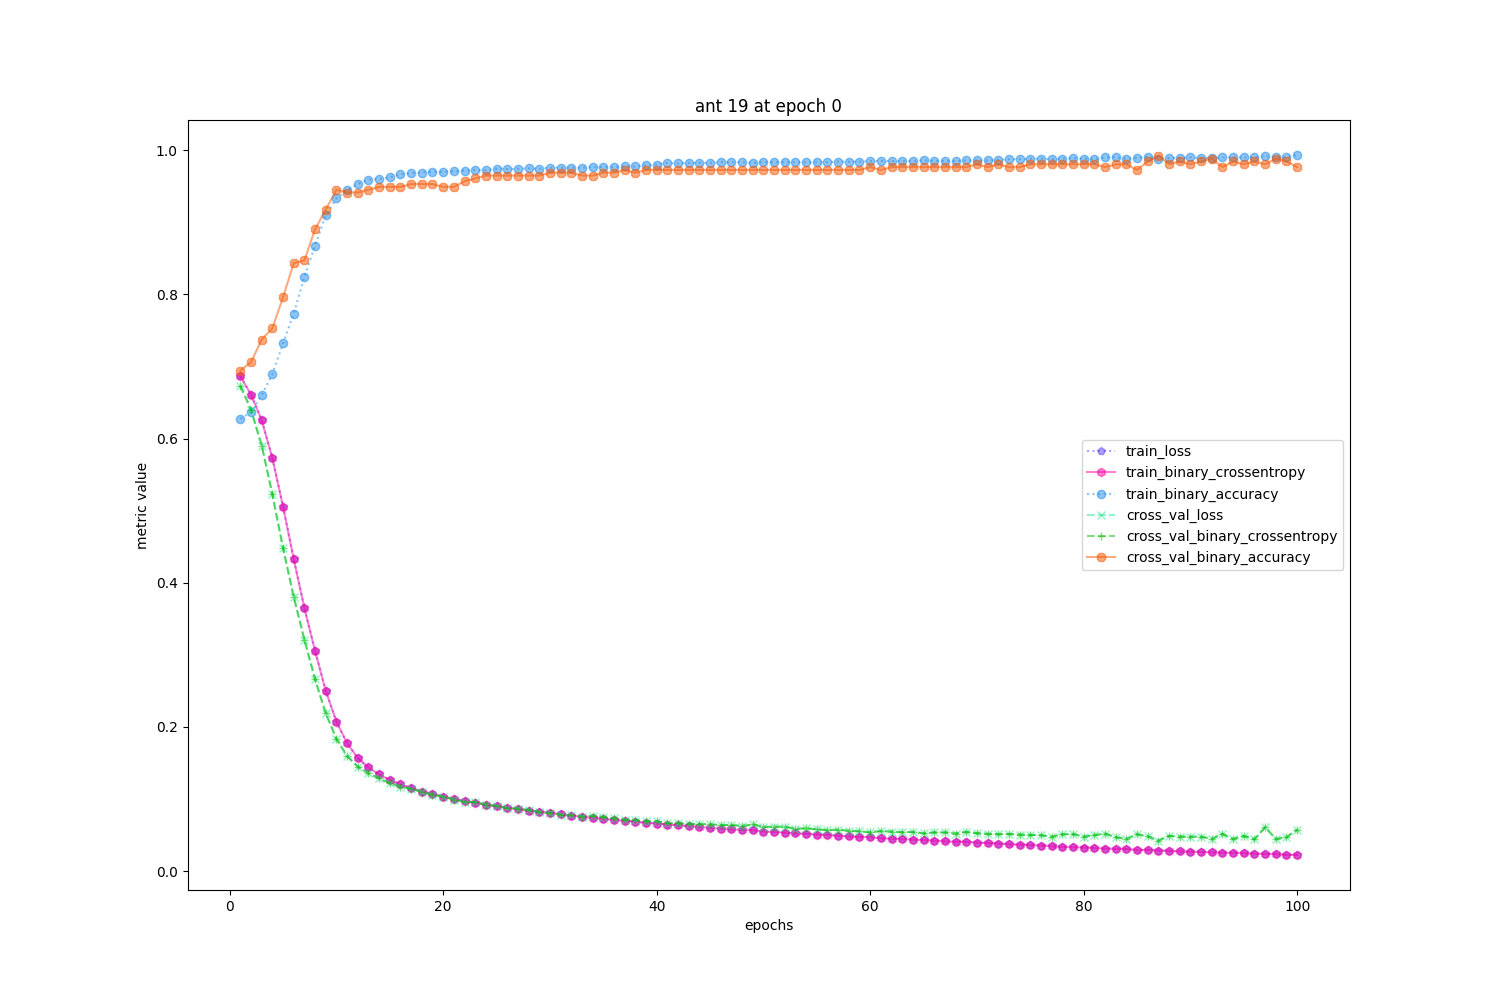 ant 19 at epoch 0
metric value
1.0
0.8
0.6
0.4
0.2
0.0
train_loss
train_binary_crossentropy
train_binary_accuracy
cross_val_loss
cross_val_binary_crossentropy
cross_val_binary_accuracy
0 20 40 60 80 100
epochs